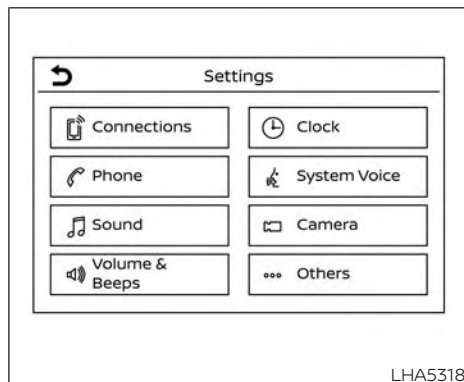 Settings
Connections
Clock
Phone
System Voice
Sound
Camera
Volume &
Beeps
Others
LHA5318